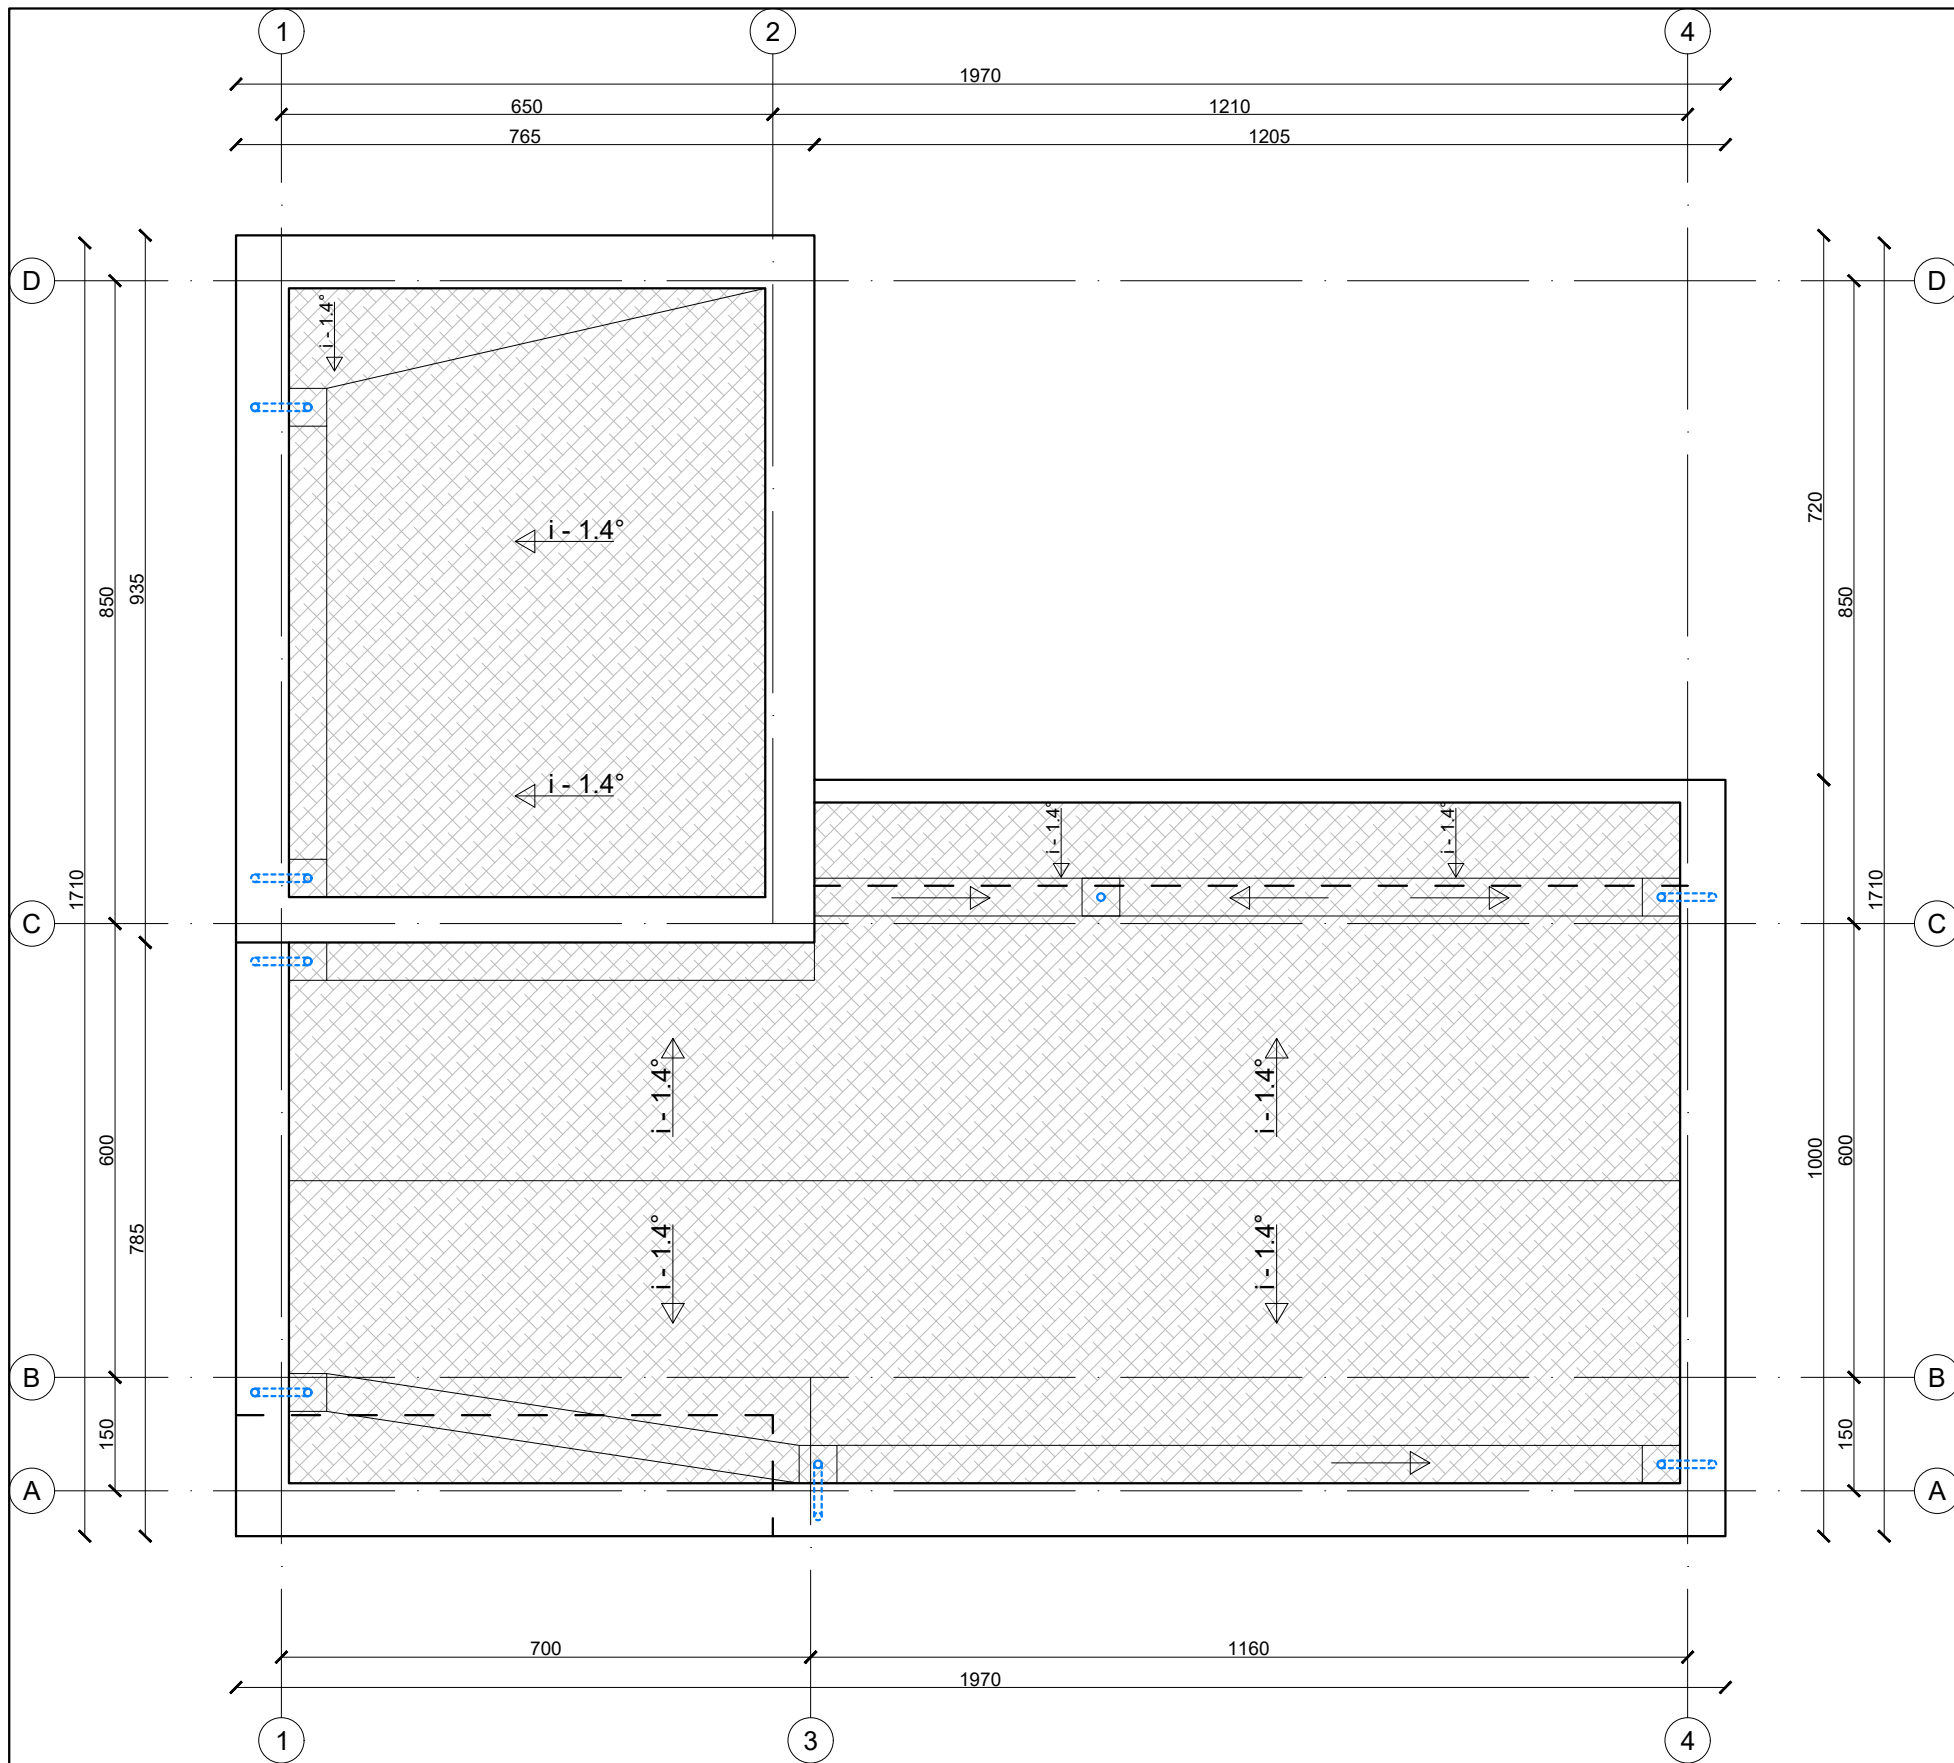 1 2 4
1970
650 1210
765 1205
D D
i - 1.4°
i - 1.4°
720
850 935 850
i - 1.4°
i - 1.4° i - 1.4°
1710 1710
C C
i - 1.4° i - 1.4°
600 1000 600
785
i - 1.4° i - 1.4°
B B
150 150
A A
700 1160
1970
1 3 4